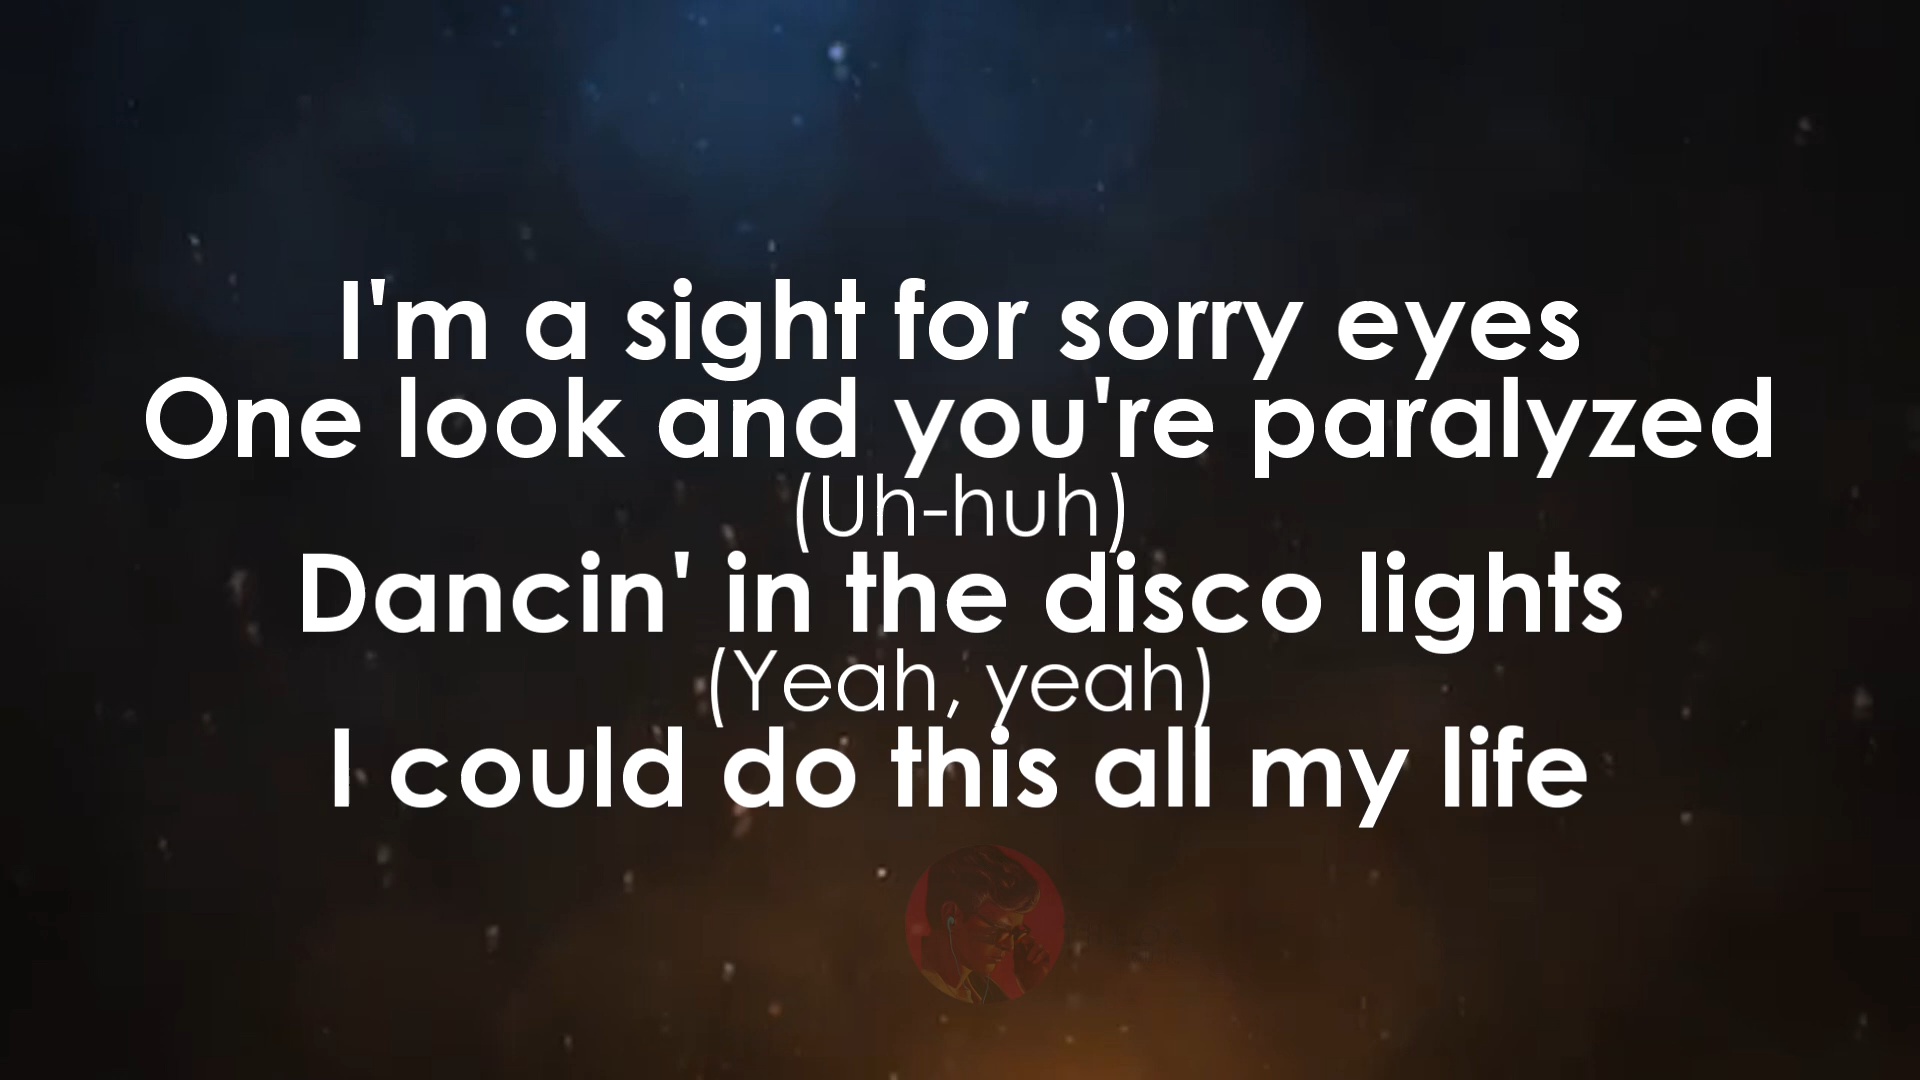 I'm a sight for sorry eyes
One look and you're paralyzed
(Uh-huh)
Dancin' in the disco lights
(Yeah, yeah)
I could do this all my life